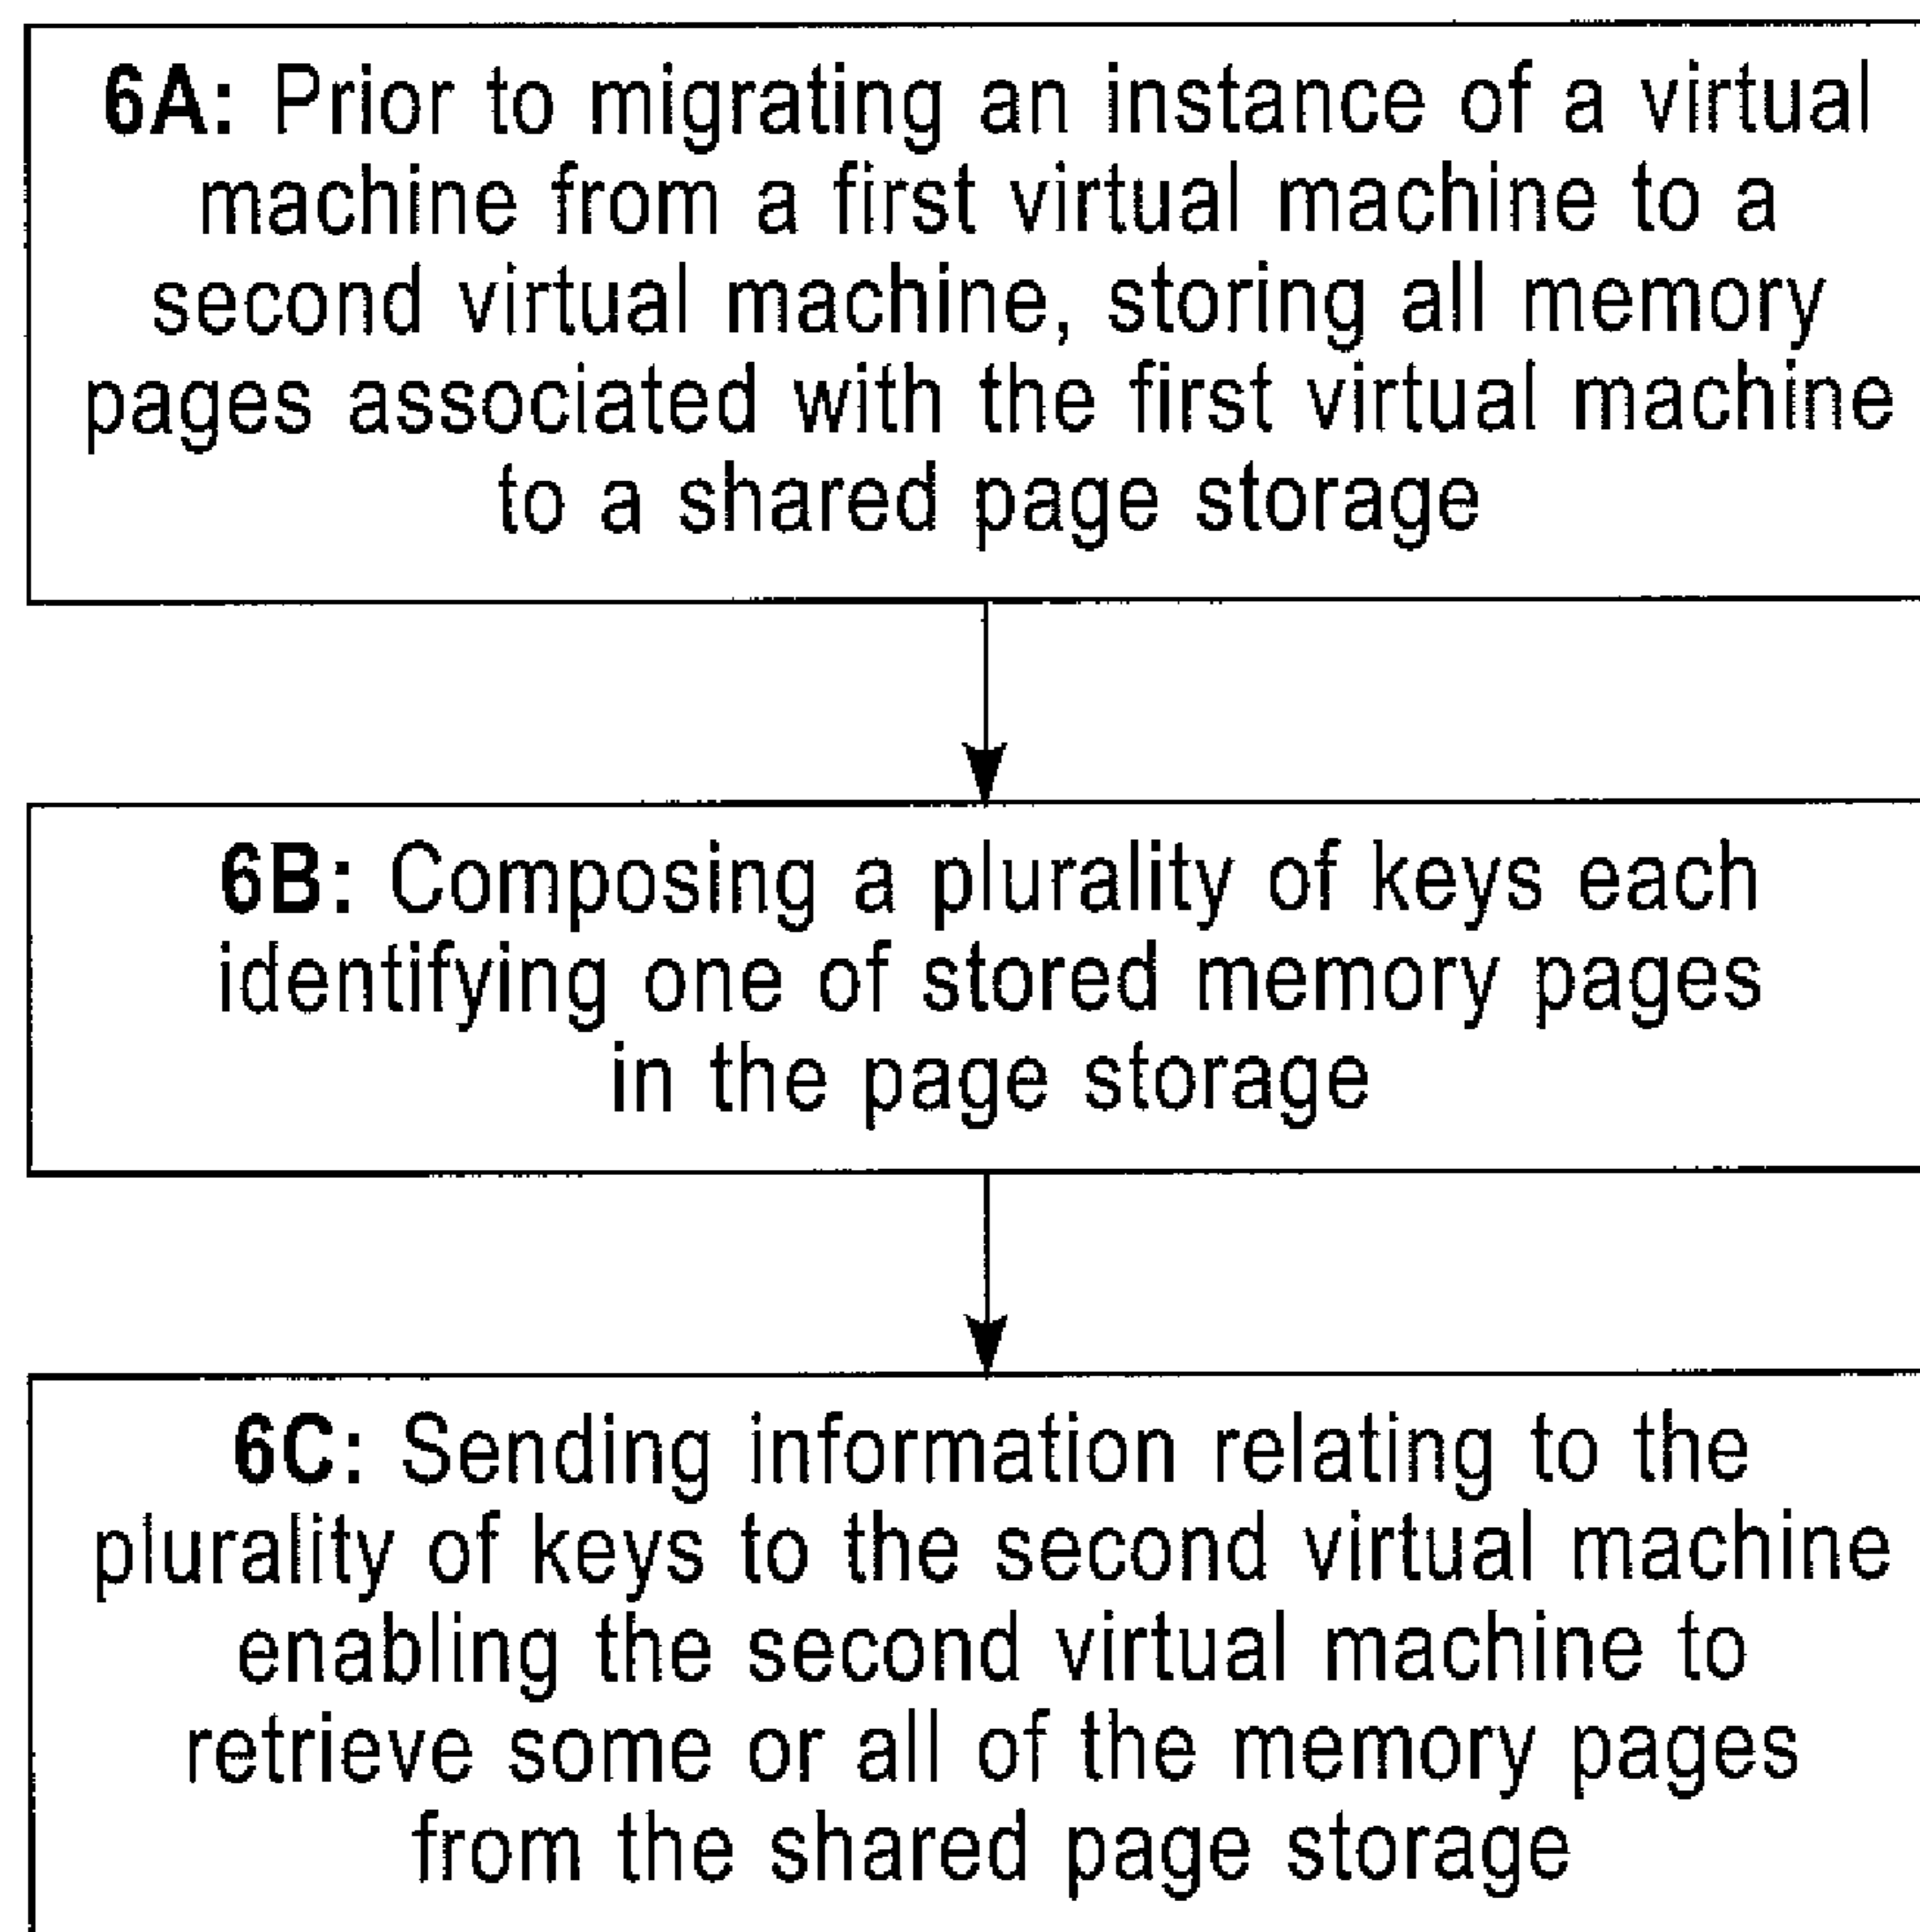 6A: Prior to migrating an instance of a virtual
machine from a first virtual machine to a
second virtual machine, storing all memory
pages associated with the first virtual machine
to a shared page storage
6B: Composing a plurality of keys each
identifying one of stored memory pages
in the page storage
6C: Sending information relating to the
plurality of keys to the second virtual machine
enabling the second virtual machine to
retrieve some or all of the memory pages
from the shared page storage